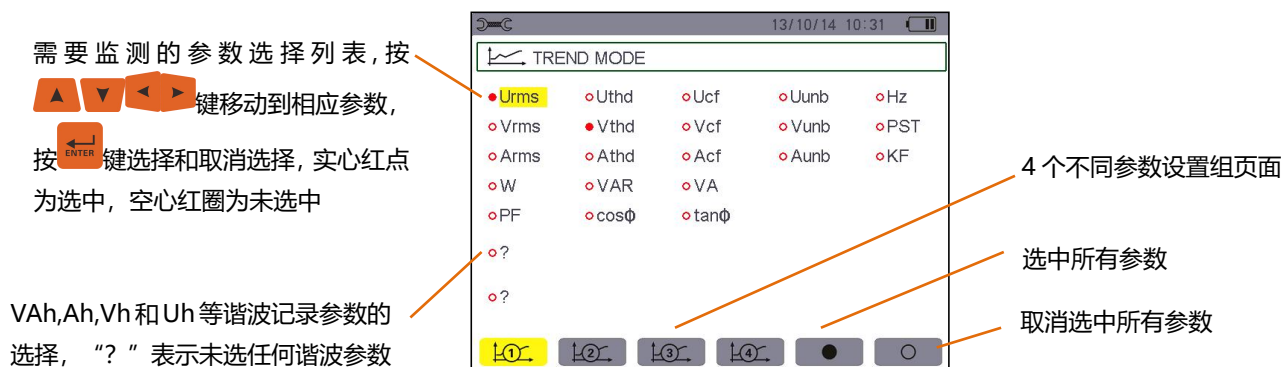 需要监测的参数选择列表,按
键移动到相应参数,
按 ENTER 键选择和取消选择,实心红点
为选中,空心红圈为未选中
VAh,Ah,Vh和Uh等谐波记录参数的
选择,“?”表示未选任何谐波参数
13/10/14 10:31
TREND MODE
Urms Uthd Ucf Uunb Hz
Vrms Vthd Vcf Vunb PST
Arms Athd Acf Aunb KF
W VAR VA
PF cosΦ tanΦ
?
?
1 2 3 4
4个不同参数设置组页面
选中所有参数
取消选中所有参数